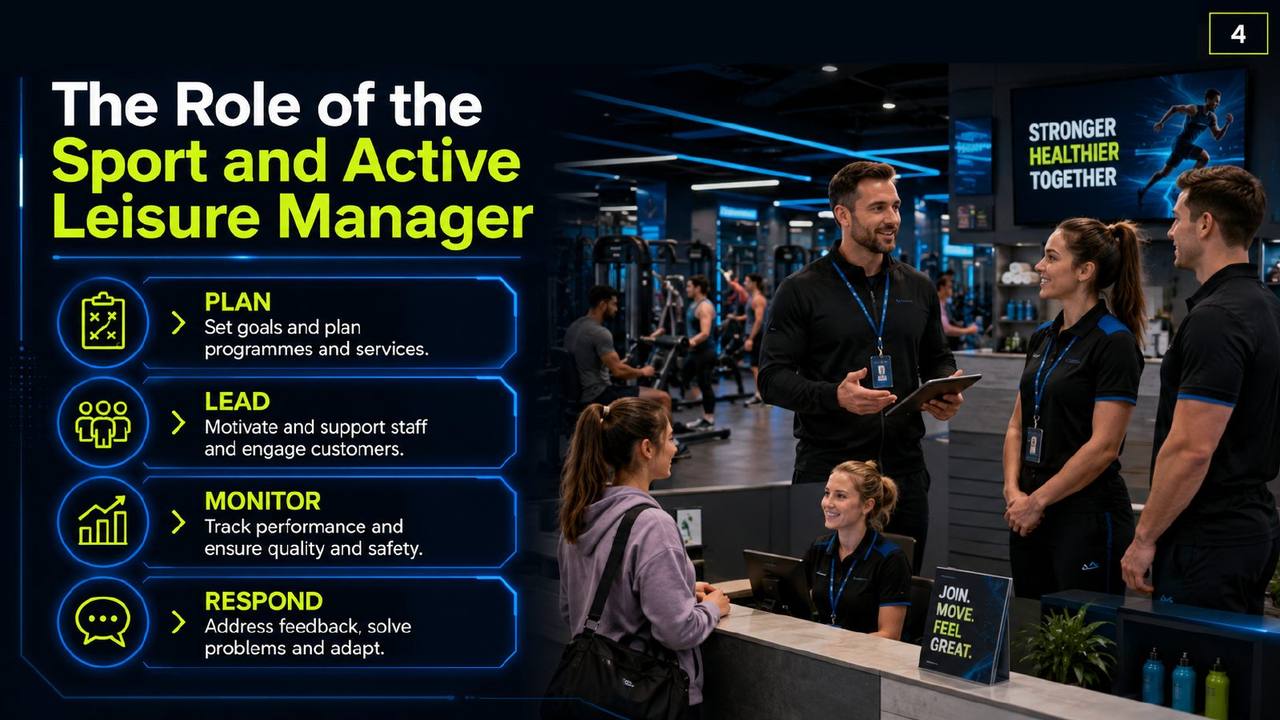 4
The Role of the
Sport and Active
Leisure Manager
PLAN
Set goals and plan
programmes and services.
LEAD
Motivate and support staff
and engage customers.
MONITOR
Track performance and
ensure quality and safety.
RESPOND
Address feedback, solve
problems and adapt.
STRONGER
HEALTHIER
TOGETHER
JOIN.
MOVE.
FEEL
GREAT.